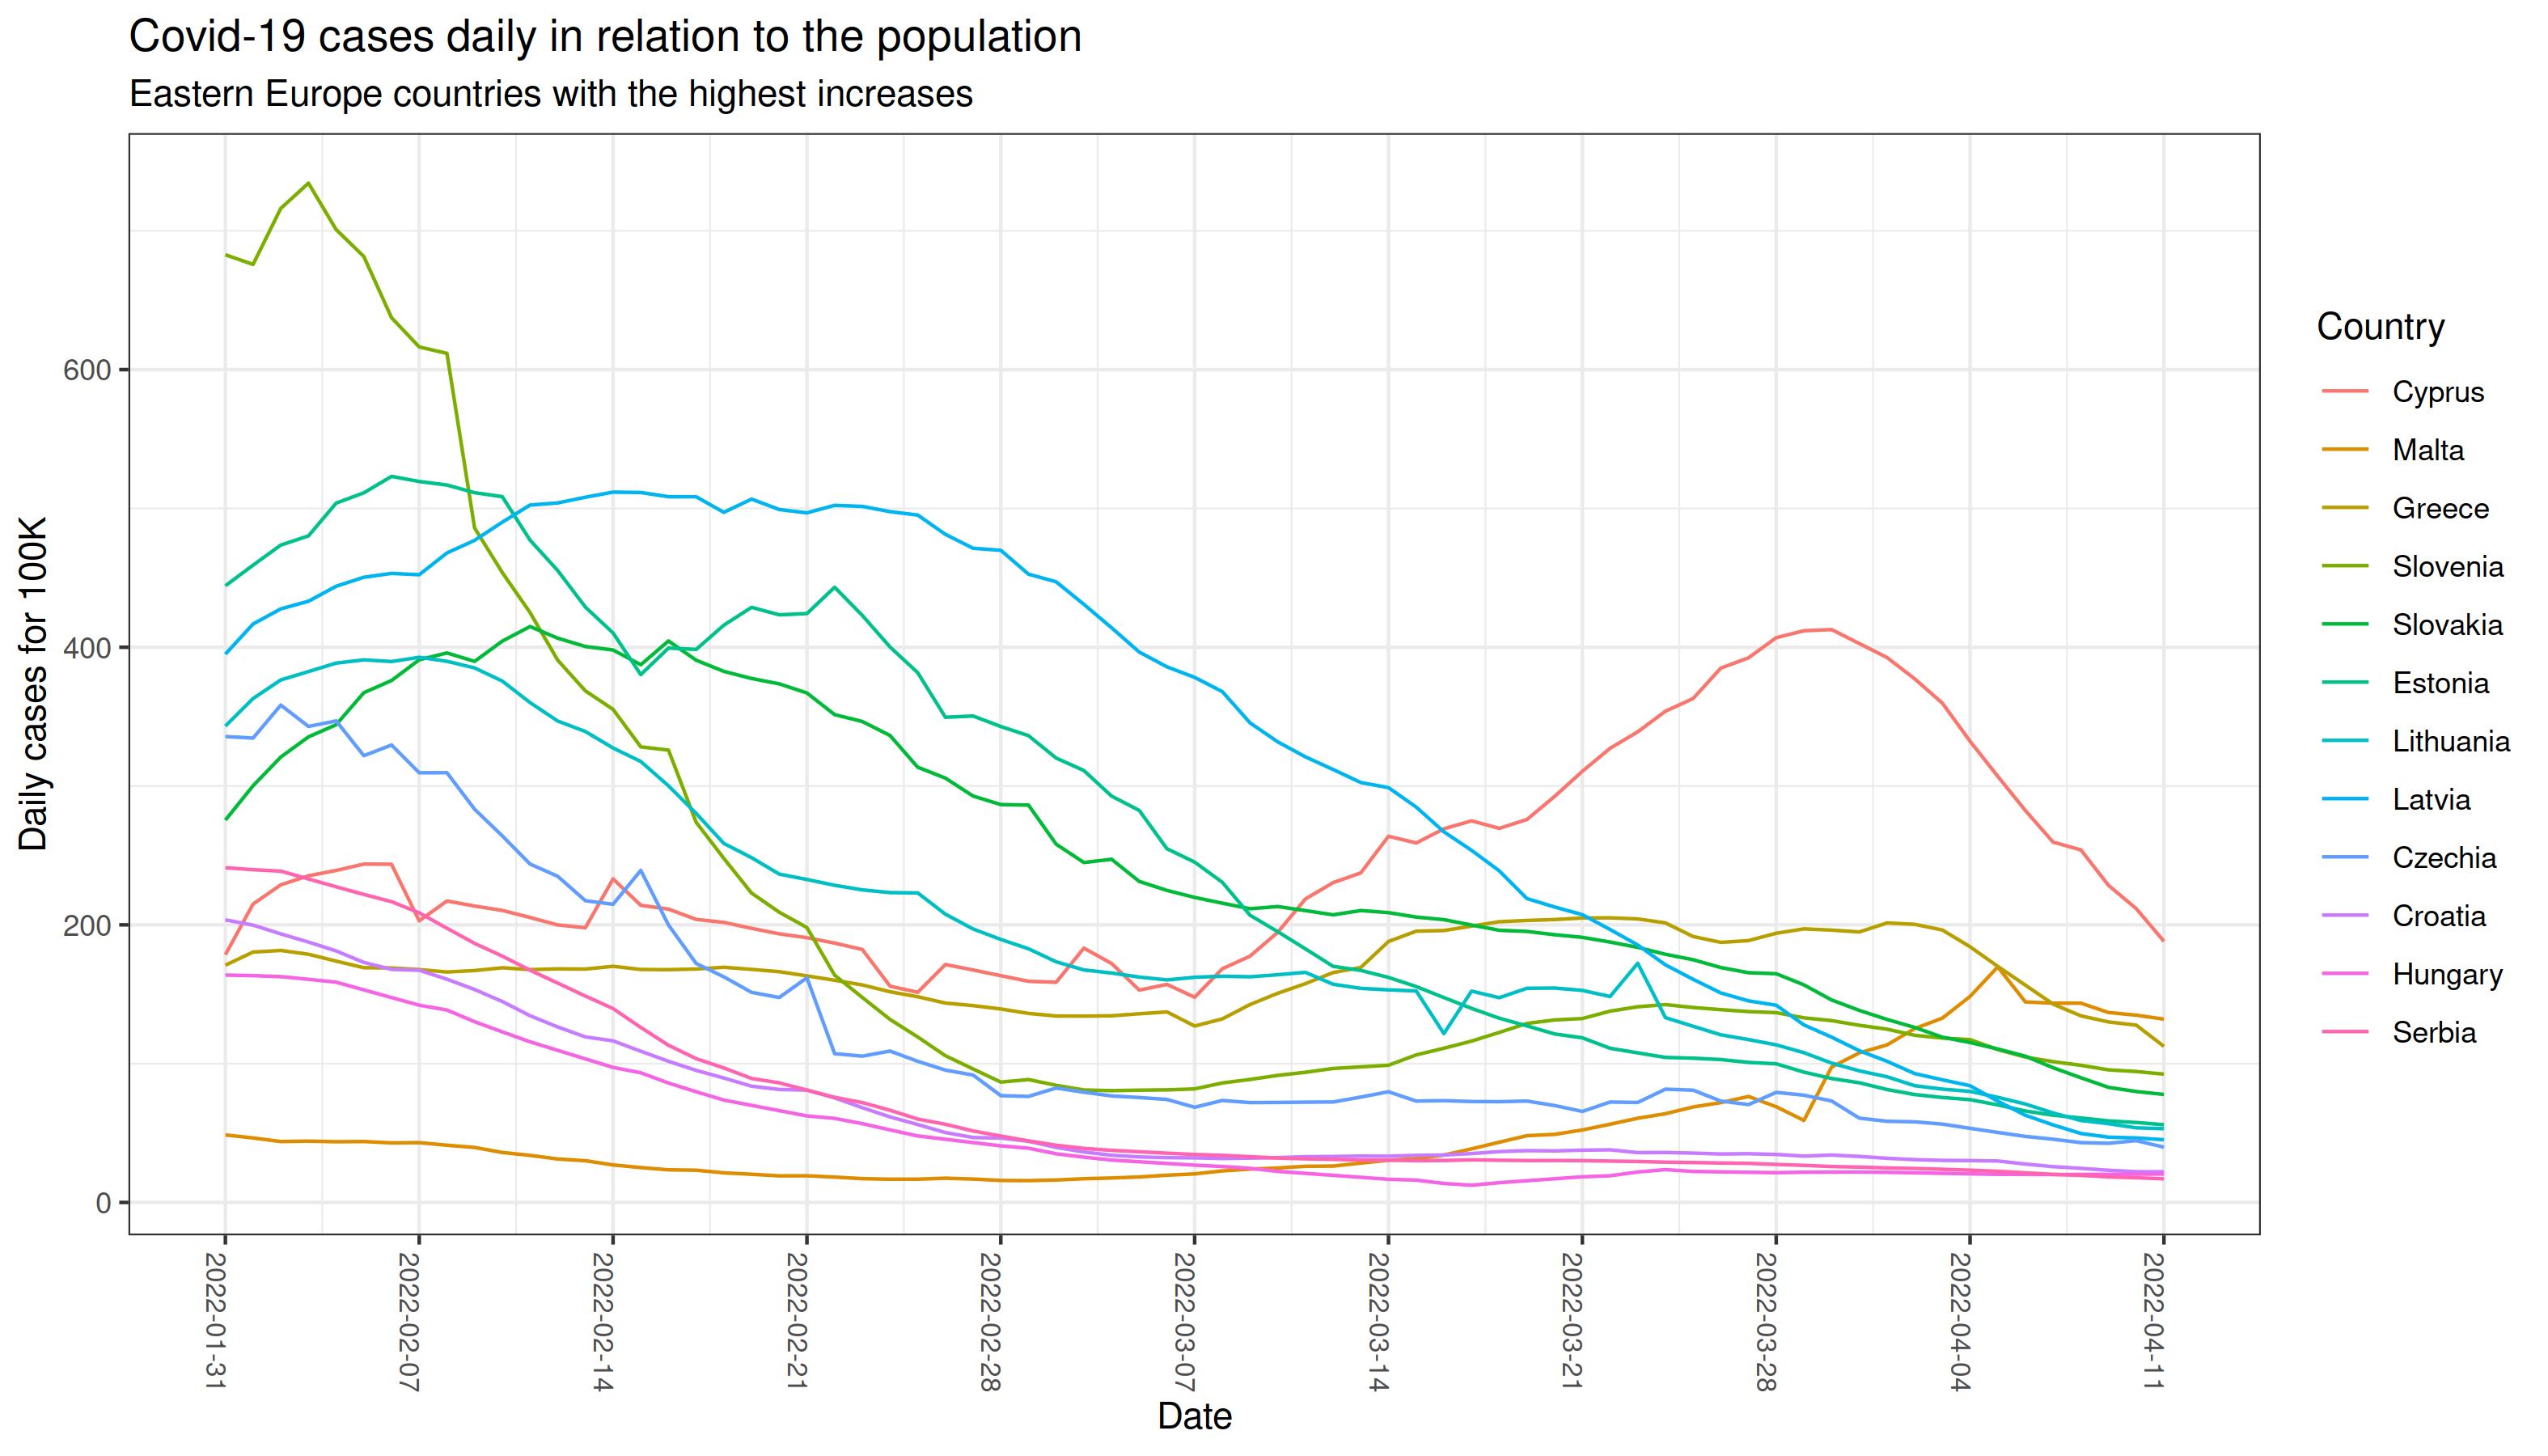 Covid-19 cases daily in relation to the population
Eastern Europe countries with the highest increases
Daily cases for 100K
600
400
200
0
2022-01-31
2022-02-07
2022-02-14
2022-02-21
2022-02-28
2022-03-07
2022-03-14
2022-03-21
2022-03-28
2022-04-04
2022-04-11
Date
Country
Cyprus
Malta
Greece
Slovenia
Slovakia
Estonia
Lithuania
Latvia
Czechia
Croatia
Hungary
Serbia